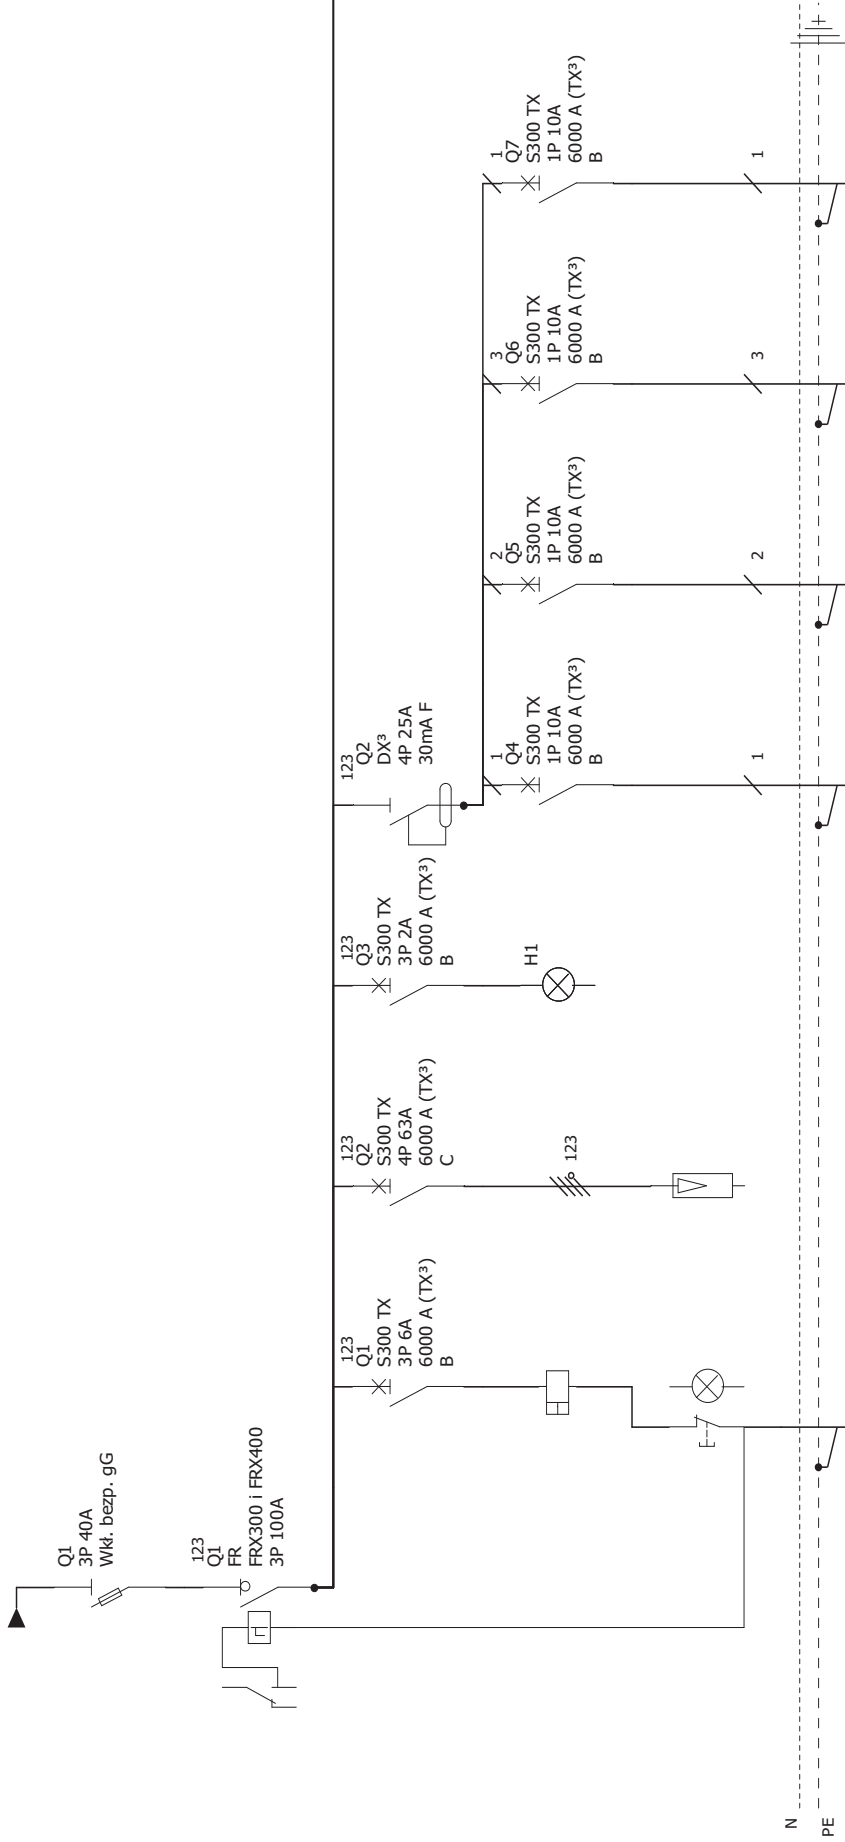 Q1
3P 40A
Wkł. bezp. gG
123
Q1
FR
FRX300 i FRX400
3P 100A
123
Q1
S300 TX
3P 6A
6000 A (TX³)
B
123
Q2
S300 TX
4P 63A
6000 A (TX³)
C
123
123
Q3
S300 TX
3P 2A
6000 A (TX³)
B
H1
123
Q2
DX³
4P 25A
30mA F
1
Q4
S300 TX
1P 10A
6000 A (TX³)
B
1
2
Q5
S300 TX
1P 10A
6000 A (TX³)
B
2
3
Q6
S300 TX
1P 10A
6000 A (TX³)
B
3
1
Q7
S300 TX
1P 10A
6000 A (TX³)
B
1
N
PE